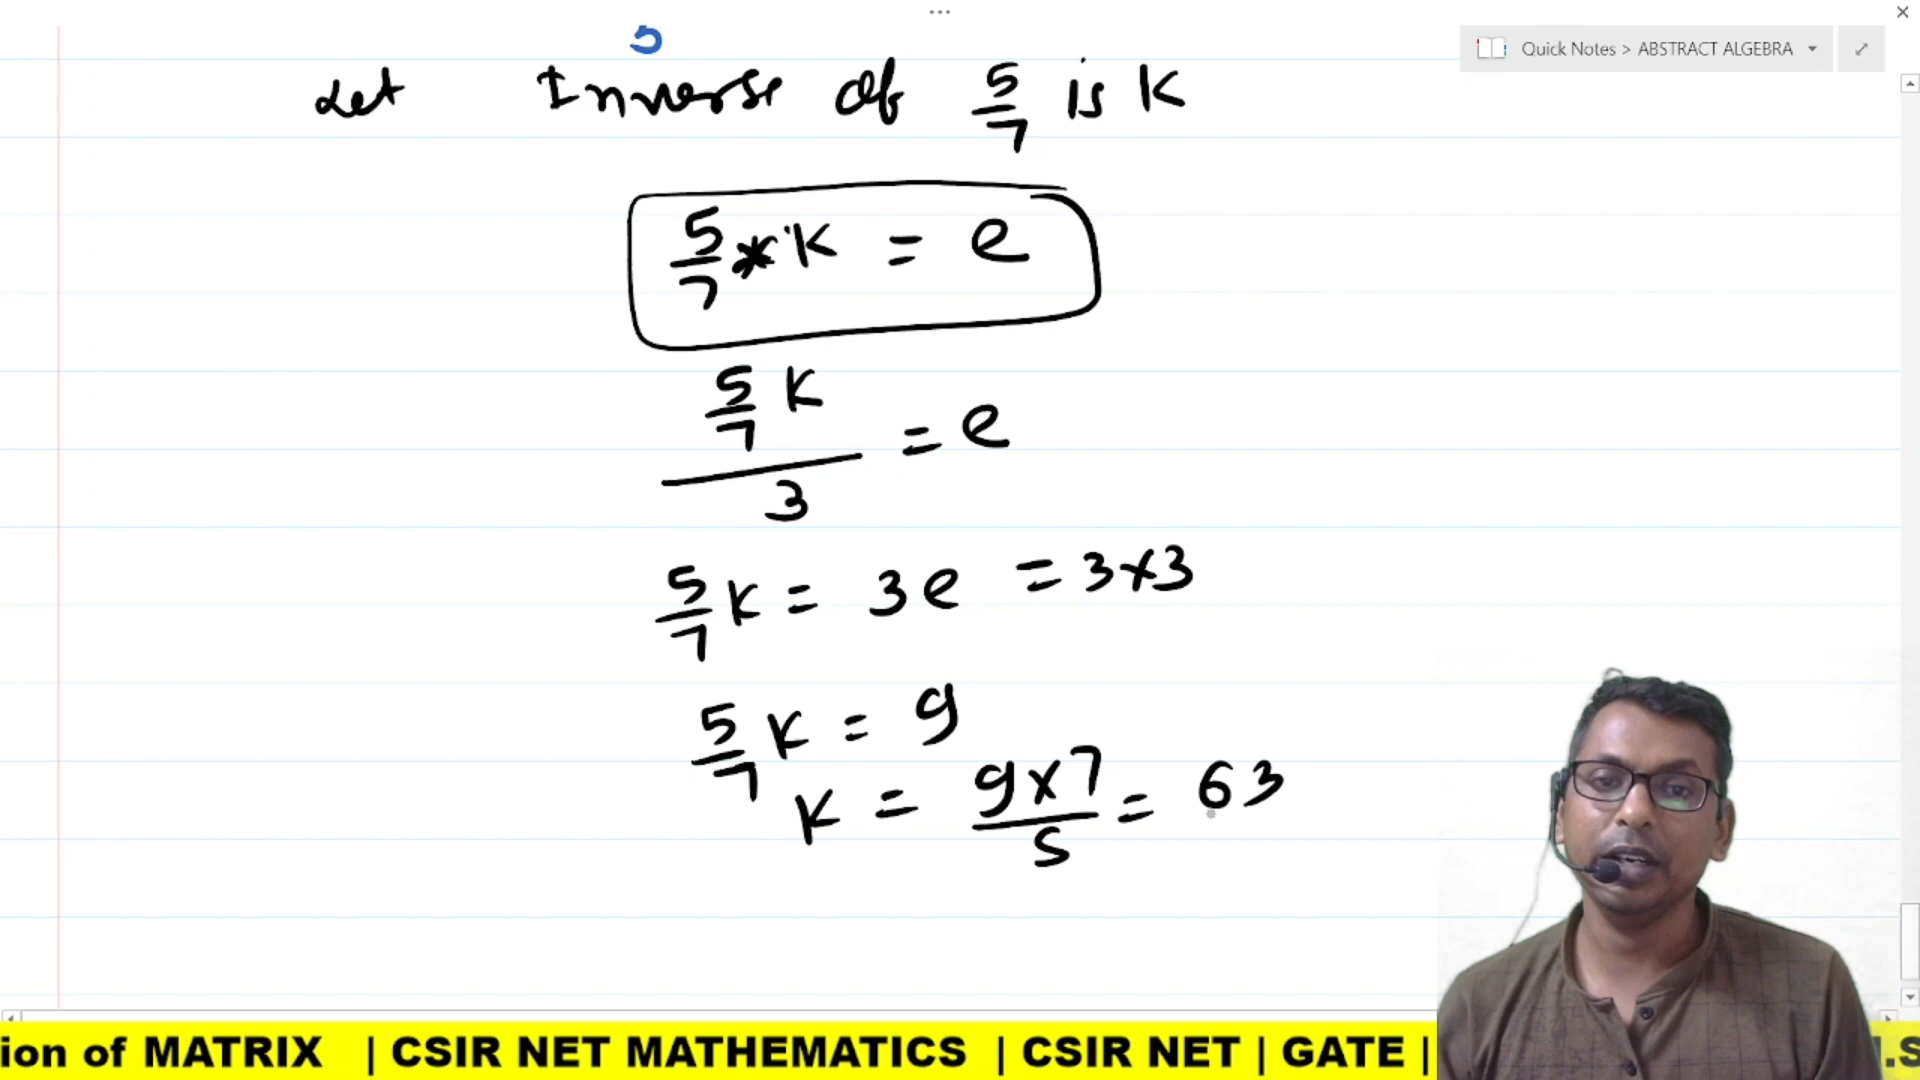 ...
Quick Notes > ABSTRACT ALGEBRA
Let Inverse of 5/7 is K
5/7 * K = e
5/7 K / 3 = e
5/7 K = 3e = 3×3
5/7 K = 9
K = 9×7/5 = 63
ion of MATRIX | CSIR NET MATHEMATICS | CSIR NET | GATE | I.S